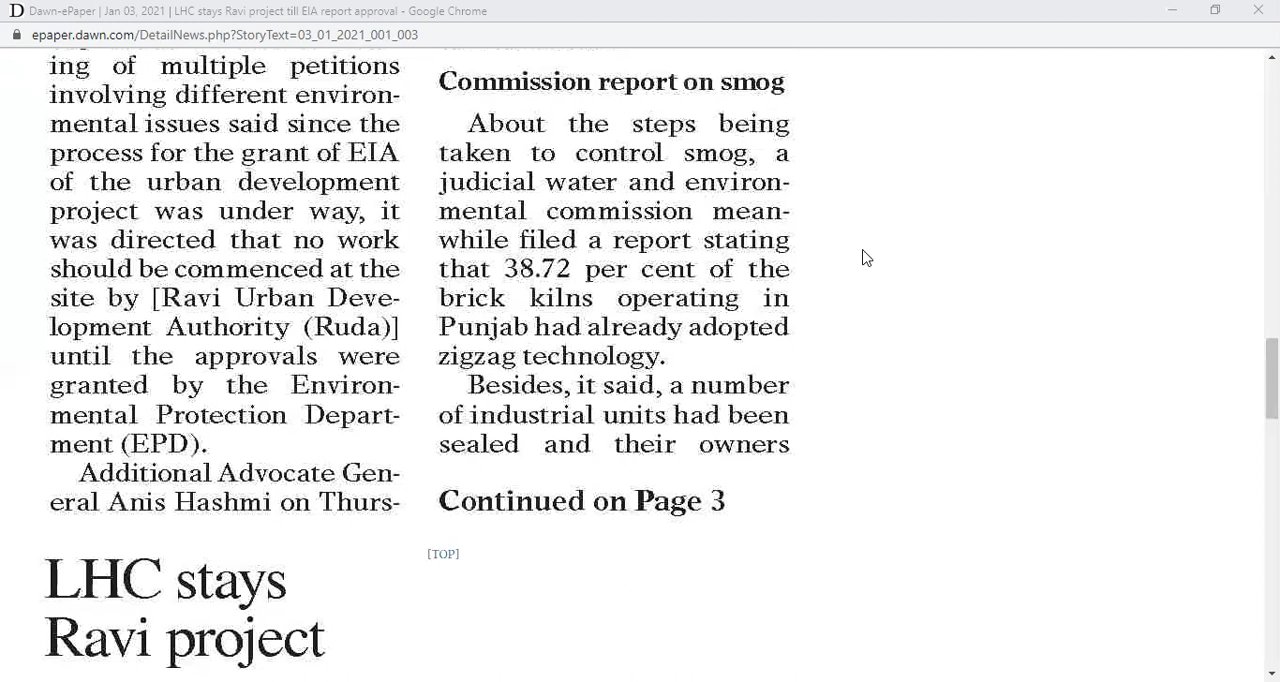 Dawn-ePaper | Jan 03, 2021 | LHC stays Ravi project till EIA report approval - Google Chrome
epaper.dawn.com/DetailNews.php?StoryText=03_01_2021_001_003
ing of multiple petitions
involving different environ-
mental issues said since the
process for the grant of EIA
of the urban development
project was under way, it
was directed that no work
should be commenced at the
site by [Ravi Urban Deve-
lopment Authority (Ruda)]
until the approvals were
granted by the Environ-
mental Protection Depart-
ment (EPD).
Additional Advocate Gen-
eral Anis Hashmi on Thurs-
Commission report on smog
About the steps being
taken to control smog, a
judicial water and environ-
mental commission mean-
while filed a report stating
that 38.72 per cent of the
brick kilns operating in
Punjab had already adopted
zigzag technology.
Besides, it said, a number
of industrial units had been
sealed and their owners
Continued on Page 3
[TOP]
LHC stays
Ravi project